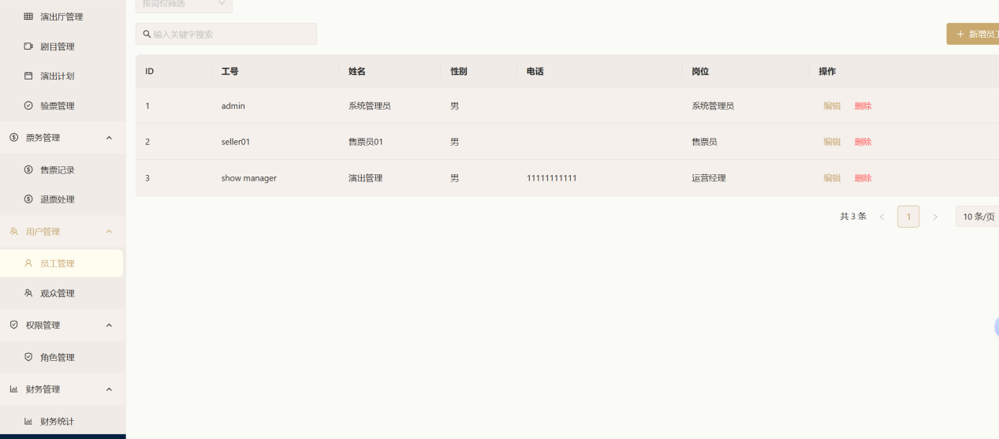 演出厅管理
剧目管理
演出计划
验票管理
票务管理
售票记录
退票处理
用户管理
员工管理
观众管理
权限管理
角色管理
财务管理
财务统计
按岗位筛选
输入关键字搜索
+ 新增员工
ID 工号 姓名 性别 电话 岗位 操作
1 admin 系统管理员 男 系统管理员 编辑 删除
2 seller01 售票员01 男 售票员 编辑 删除
3 show manager 演出管理 男 11111111111 运营经理 编辑 删除
共 3 条 < 1 > 10 条/页